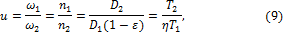 u = ω₁/ω₂ = n₁/n₂ = D₂/(D₁(1 − ε)) = T₂/(ηT₁), (9)